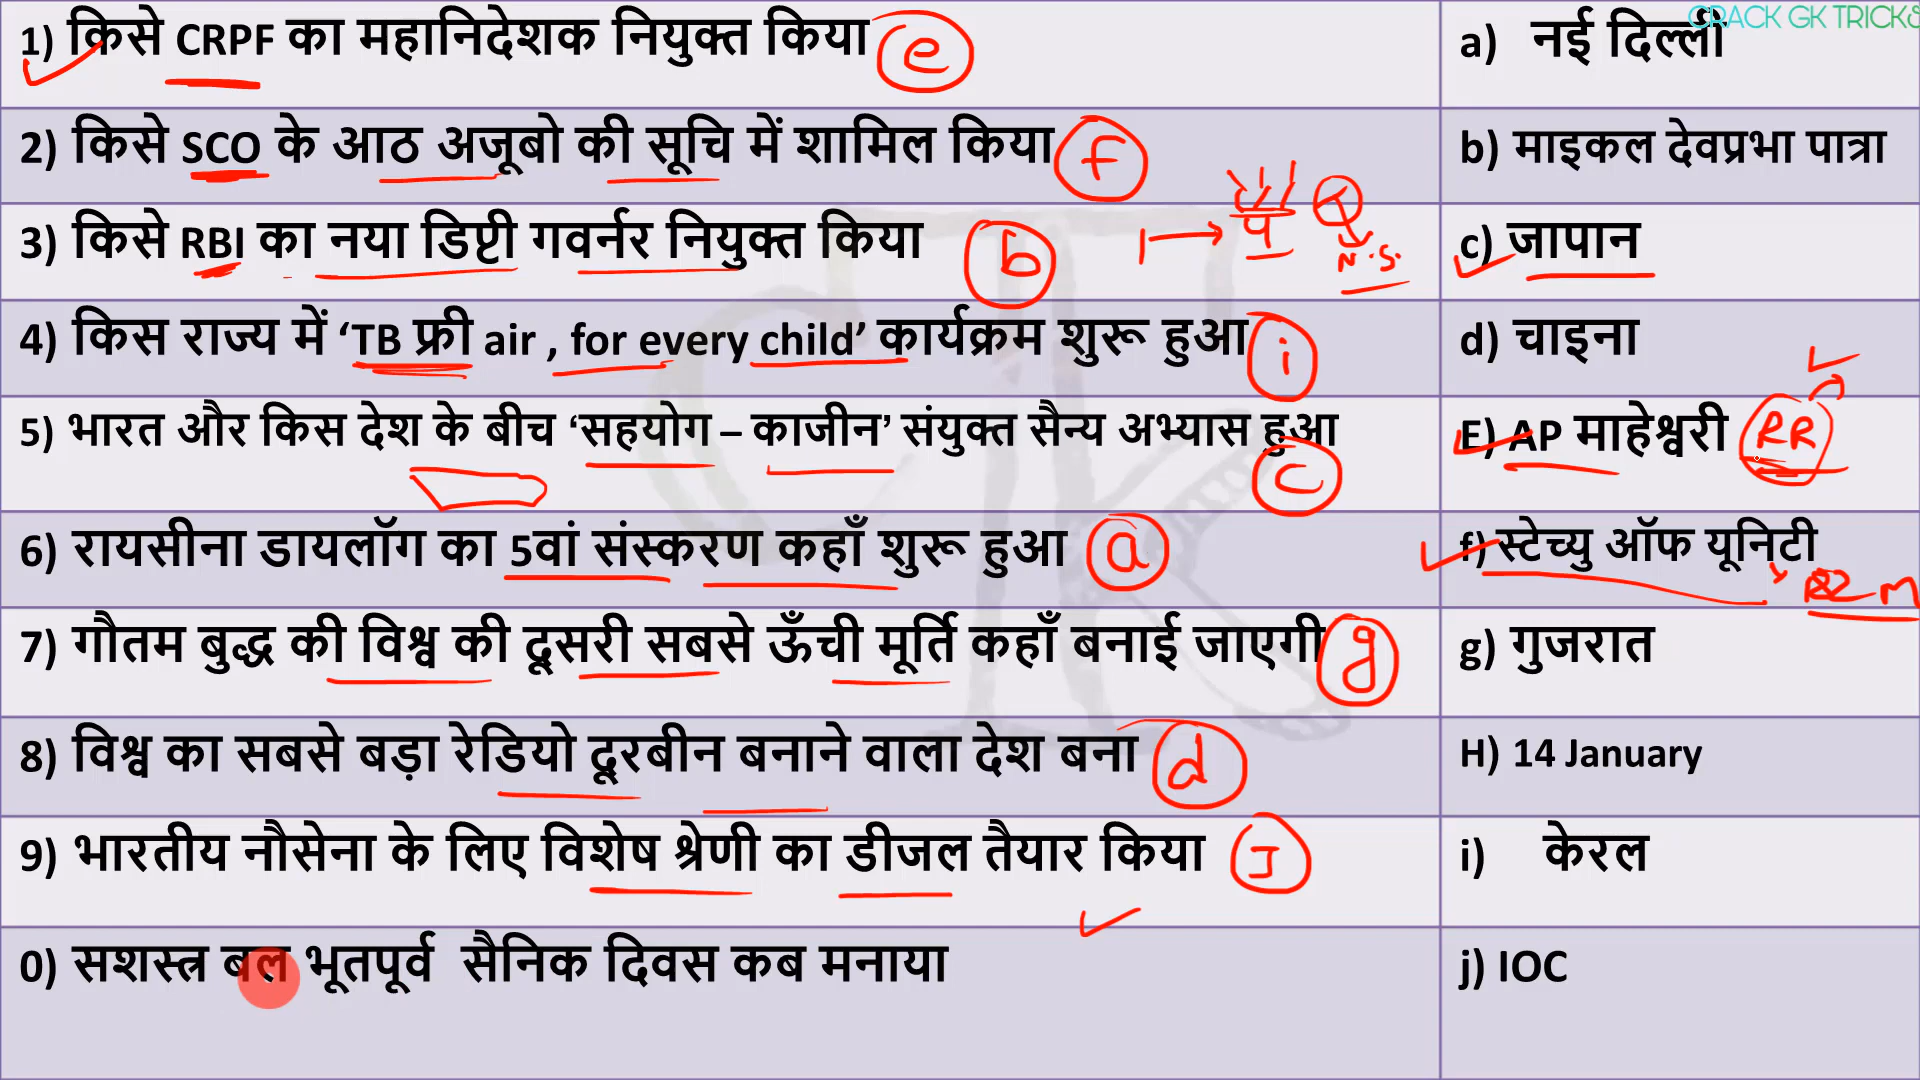 CRACK GK TRICKS
1) किसे CRPF का महानिदेशक नियुक्त किया e
a) नई दिल्ली
2) किसे SCO के आठ अजूबो की सूचि में शामिल किया f
b) माइकल देवप्रभा पात्रा
3) किसे RBI का नया डिप्टी गवर्नर नियुक्त किया b
N.S.
c) जापान
4) किस राज्य में ‘TB फ्री air , for every child’ कार्यक्रम शुरू हुआ i
d) चाइना
5) भारत और किस देश के बीच ‘सहयोग – काजीन’ संयुक्त सैन्य अभ्यास हुआ c
E) AP माहेश्वरी RR
6) रायसीना डायलॉग का 5वां संस्करण कहाँ शुरू हुआ a
f) स्टेच्यु ऑफ यूनिटी
7) गौतम बुद्ध की विश्व की दूसरी सबसे ऊँची मूर्ति कहाँ बनाई जाएगी g
g) गुजरात
8) विश्व का सबसे बड़ा रेडियो दूरबीन बनाने वाला देश बना d
H) 14 January
9) भारतीय नौसेना के लिए विशेष श्रेणी का डीजल तैयार किया J
i) केरल
0) सशस्त्र बल भूतपूर्व सैनिक दिवस कब मनाया
j) IOC